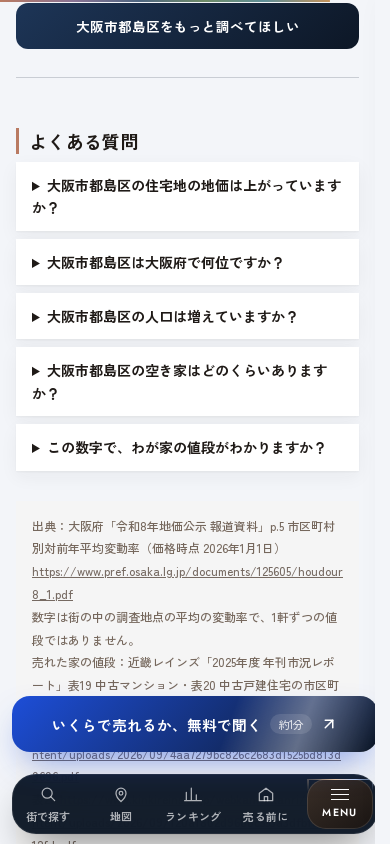 大阪市都島区をもっと調べてほしい
よくある質問
▶ 大阪市都島区の住宅地の地価は上がっています
か？
▶ 大阪市都島区は大阪府で何位ですか？
▶ 大阪市都島区の人口は増えていますか？
▶ 大阪市都島区の空き家はどのくらいあります
か？
▶ この数字で、わが家の値段がわかりますか？
出典：大阪府「令和8年地価公示 報道資料」p.5 市区町村
別対前年平均変動率（価格時点 2026年1月1日）
https://www.pref.osaka.lg.jp/documents/125605/houdour
8_1.pdf
数字は街の中の調査地点の平均の変動率で、1軒ずつの値
段ではありません。
売れた家の値段：近畿レインズ「2025年度 年刊市況レポ
ート」表19 中古マンション・表20 中古戸建住宅の市区町
いくらで売れるか、無料で聞く 約1分
街で探す
地図
ランキング
売る前に
MENU